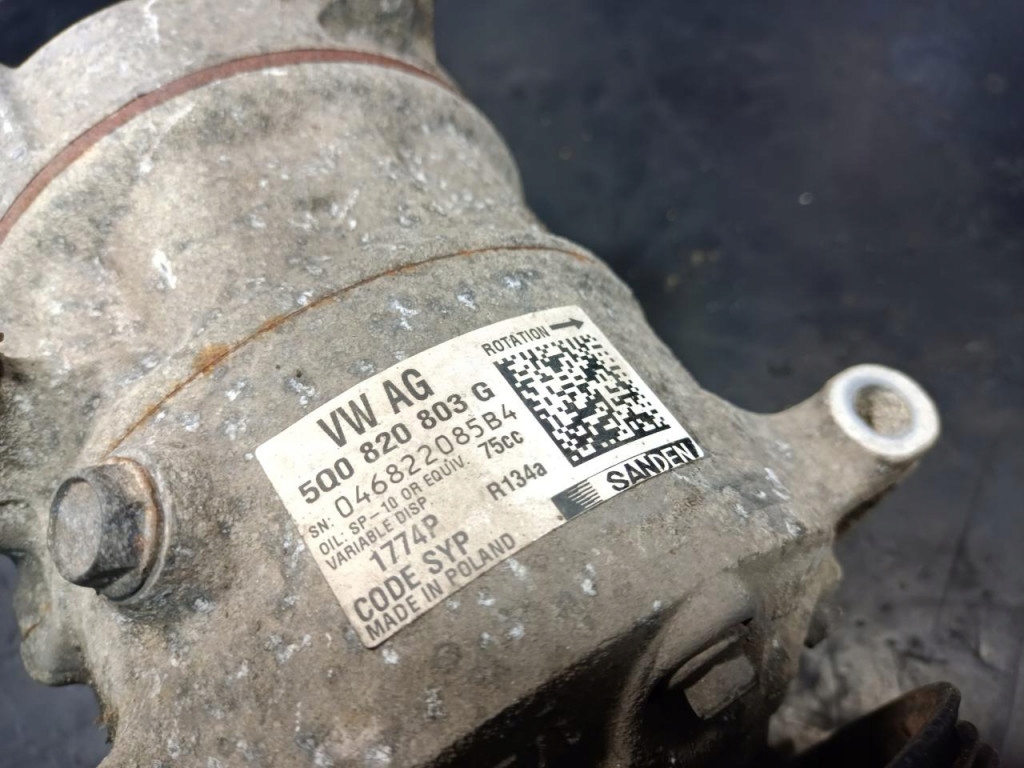 ROTATION
VW AG
5Q0 820 803 G
SN: 046822085B4
OIL: SP-10 OR EQUIV. 75cc
VARIABLE DISP R134a
1774P
SANDEN
CODE SYP
MADE IN POLAND